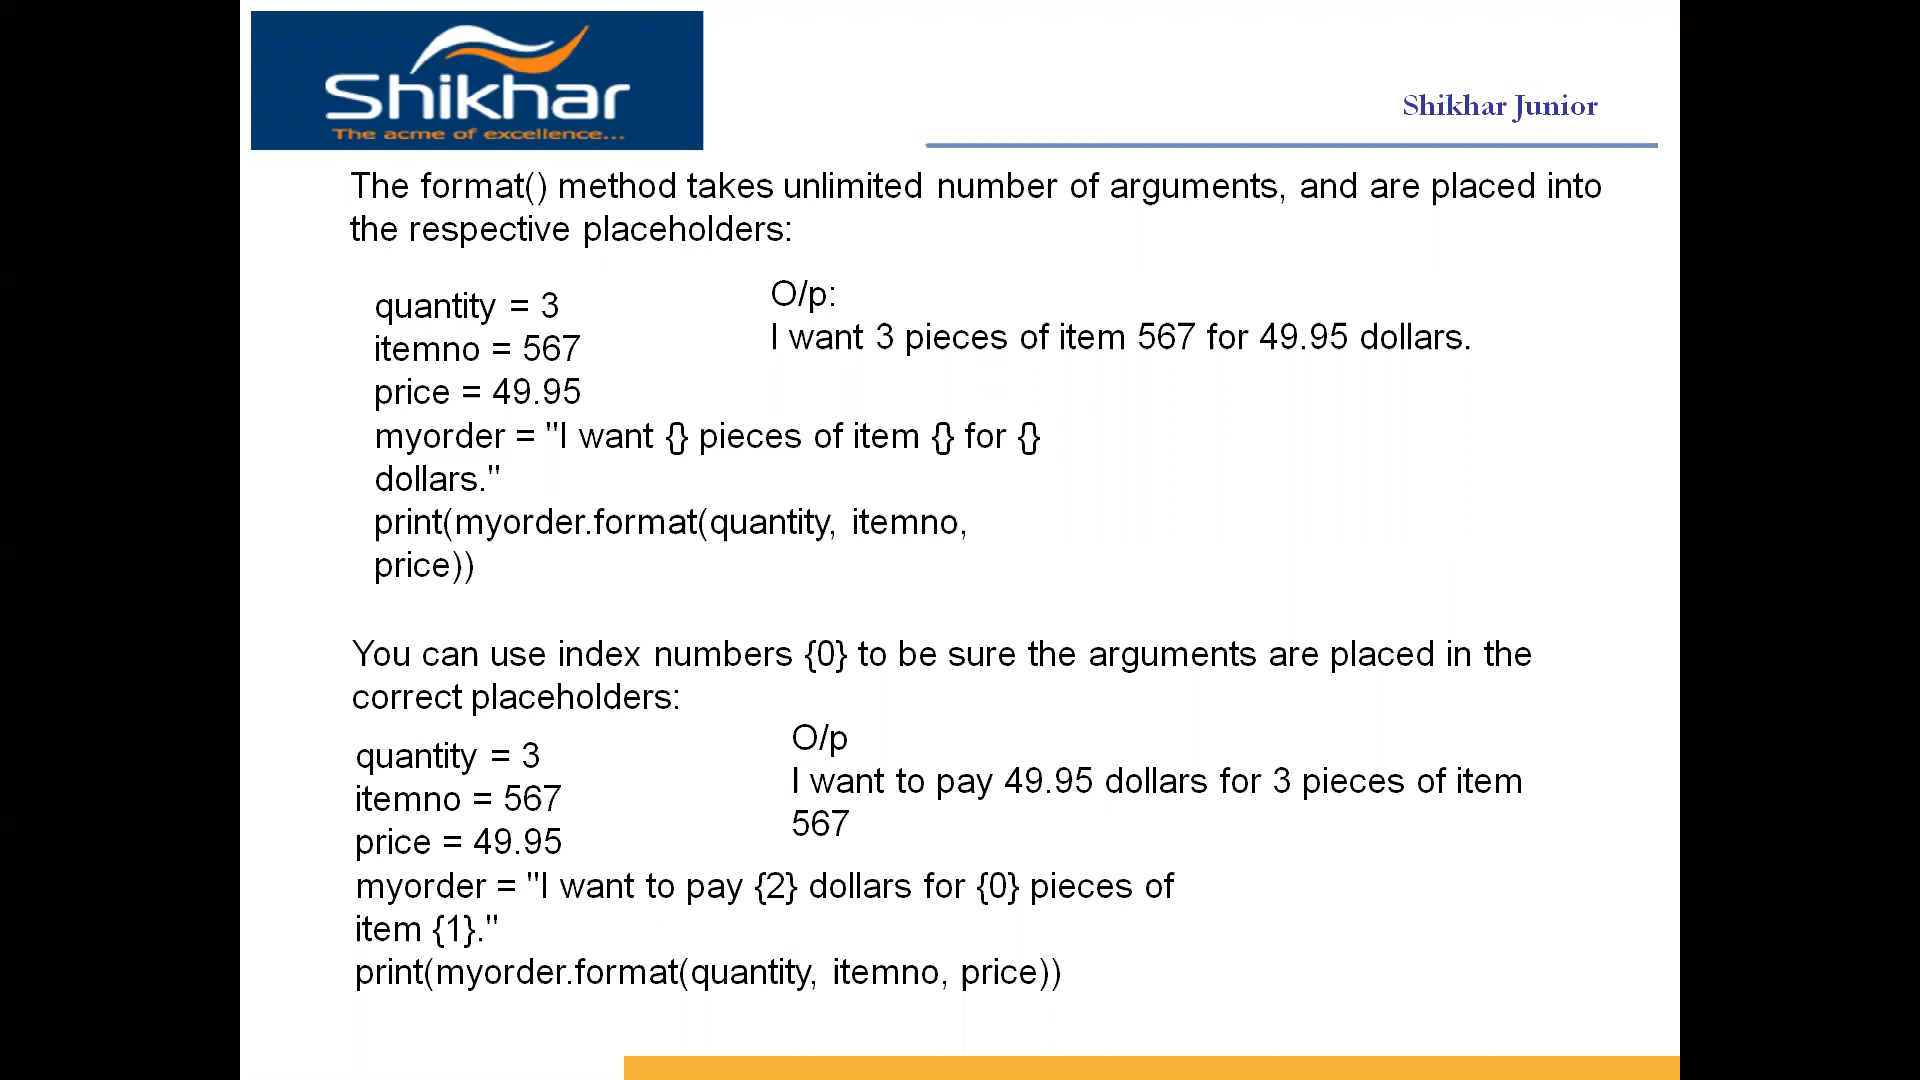 Shikhar
The acme of excellence...
Shikhar Junior
The format() method takes unlimited number of arguments, and are placed into
the respective placeholders:
quantity = 3
itemno = 567
price = 49.95
myorder = "I want {} pieces of item {} for {}
dollars."
print(myorder.format(quantity, itemno,
price))
O/p:
I want 3 pieces of item 567 for 49.95 dollars.
You can use index numbers {0} to be sure the arguments are placed in the
correct placeholders:
quantity = 3
itemno = 567
price = 49.95
myorder = "I want to pay {2} dollars for {0} pieces of
item {1}."
print(myorder.format(quantity, itemno, price))
O/p
I want to pay 49.95 dollars for 3 pieces of item
567